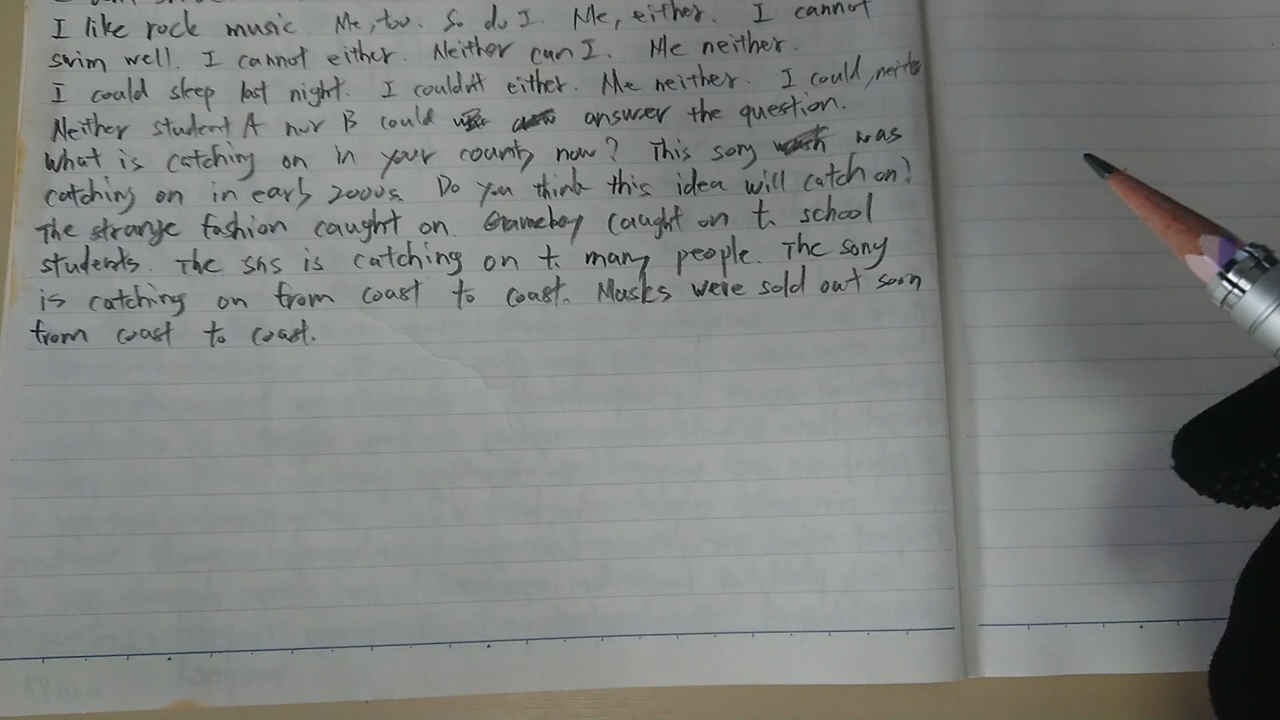 I like rock music. Me, too. So do I. Me, either. I cannot
swim well. I cannot either. Neither can I. Me neither.
I could sleep last night. I couldn't either. Me neither. I could, neither
Neither student A nor B could answer the question.
What is catching on in your country now? This song was
catching on in early 2000s. Do you think this idea will catch on?
The strange fashion caught on. Gameboy caught on to school
students. The SNS is catching on to many people. The song
is catching on from coast to coast. Masks were sold out soon
from coast to coast.